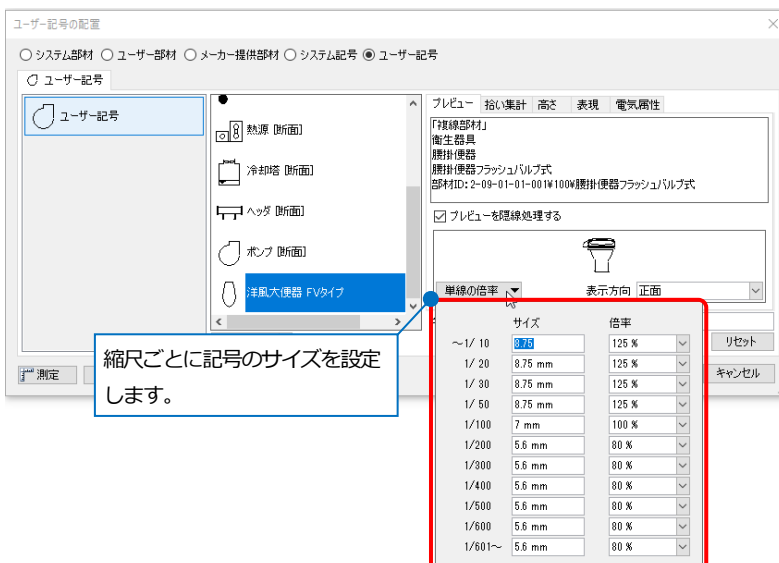 ユーザー記号の配置
システム部材 ユーザー部材 メーカー提供部材 システム記号 ユーザー記号
ユーザー記号
ユーザー記号
熱源 [断面]
冷却塔 [断面]
ヘッダ [断面]
ポンプ [断面]
洋風大便器 FVタイプ
プレビュー 拾い集計 高さ 表現 電気属性
「複線部材」
衛生器具
腰掛便器
腰掛便器フラッシュバルブ式
部材ID: 2-09-01-01-001¥100¥腰掛便器フラッシュバルブ式
プレビューを隠線処理する
単線の倍率 ▼ 表示方向 正面
サイズ 倍率
～1/ 10 8.75 125 %
1/ 20 8.75 mm 125 %
1/ 30 8.75 mm 125 %
1/ 50 8.75 mm 125 %
1/100 7 mm 100 %
1/200 5.6 mm 80 %
1/300 5.6 mm 80 %
1/400 5.6 mm 80 %
1/500 5.6 mm 80 %
1/600 5.6 mm 80 %
1/601～ 5.6 mm 80 %
リセット
キャンセル
測定
縮尺ごとに記号のサイズを設定
します。